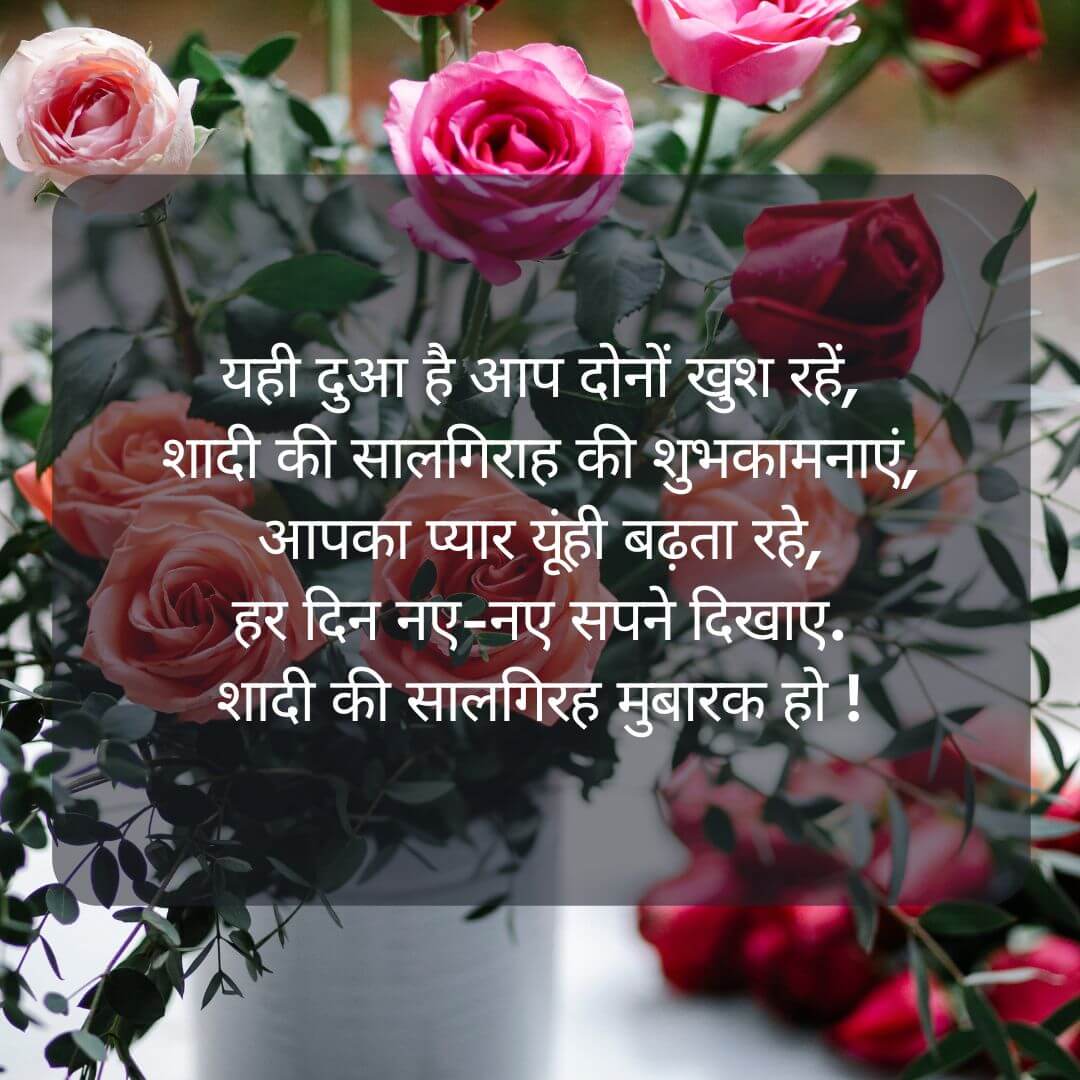 यही दुआ है आप दोनों खुश रहें,
शादी की सालगिराह की शुभकामनाएं,
आपका प्यार यूंही बढ़ता रहे,
हर दिन नए-नए सपने दिखाए.
शादी की सालगिरह मुबारक हो !